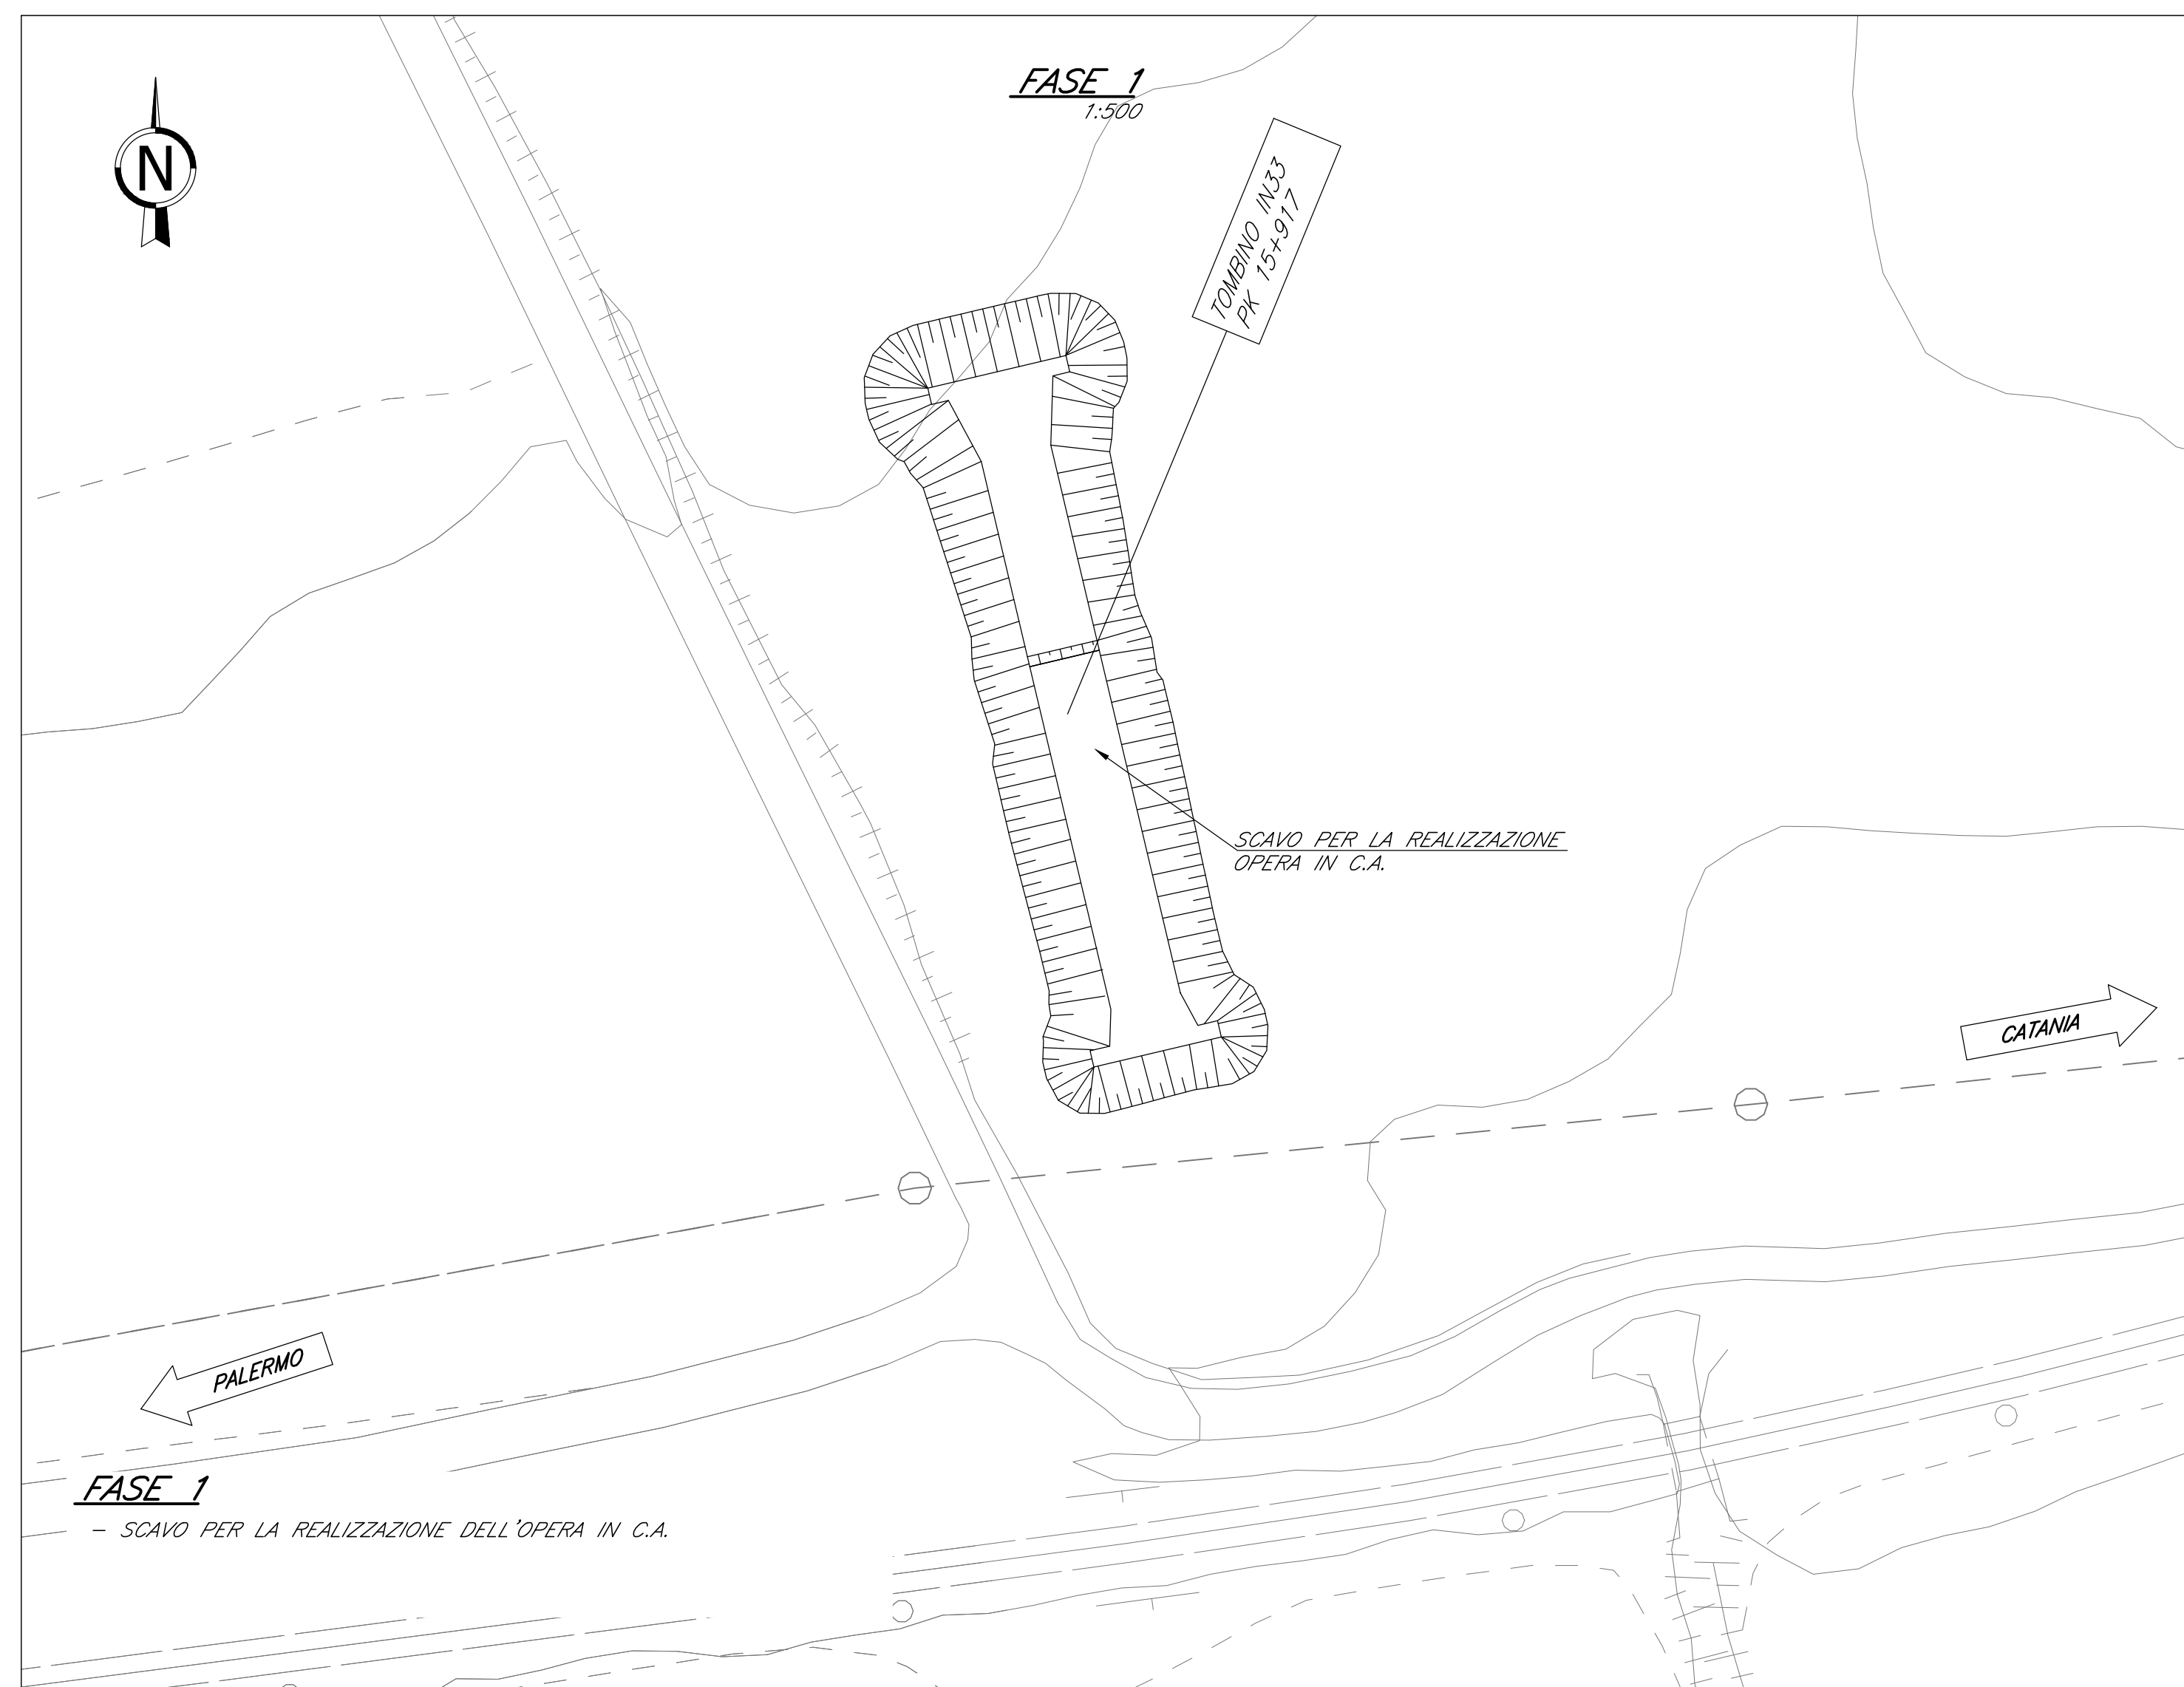 FASE 1
1:500
N
TOMBINO IN33
PK 15+917
SCAVO PER LA REALIZZAZIONE
OPERA IN C.A.
CATANIA
PALERMO
FASE 1
- SCAVO PER LA REALIZZAZIONE DELL'OPERA IN C.A.